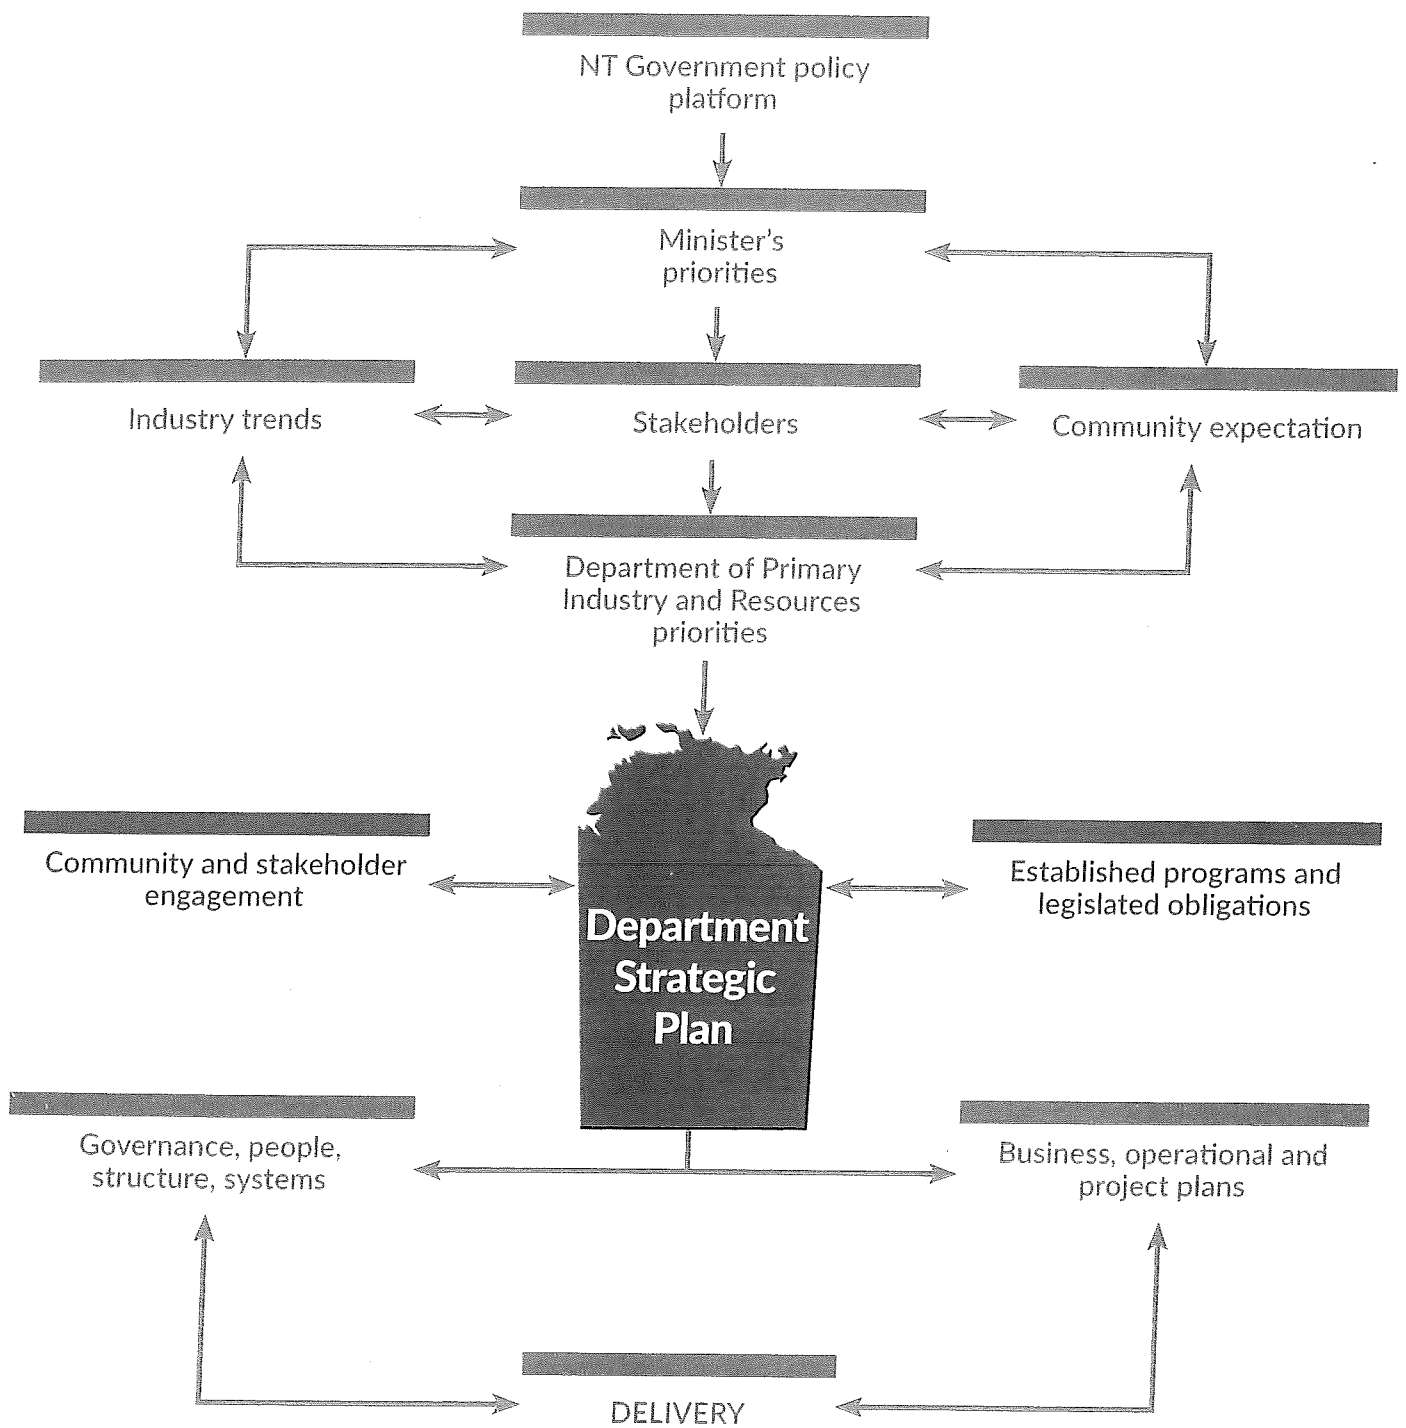 NT Government policy
platform
Minister's
priorities
Industry trends
Stakeholders
Community expectation
Department of Primary
Industry and Resources
priorities
Community and stakeholder
engagement
Established programs and
legislated obligations
Department
Strategic
Plan
Governance, people,
structure, systems
Business, operational and
project plans
DELIVERY